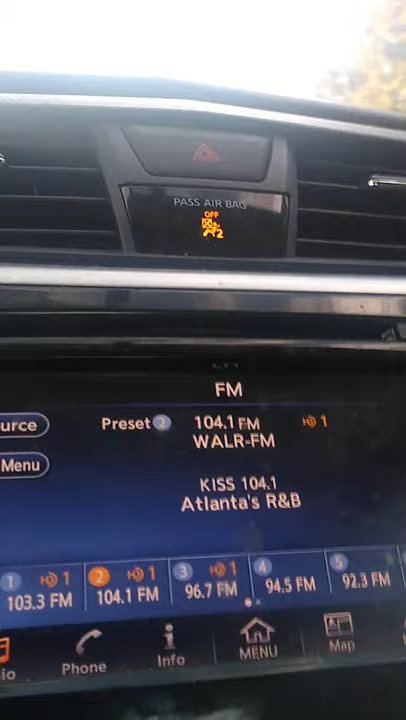 PASS AIR BAG
OFF
2
FM
urce
Preset 2 104.1 FM 1
WALR-FM
Menu
KISS 104.1
Atlanta's R&B
1 1 103.3 FM
2 1 104.1 FM
3 1 96.7 FM
4 94.5 FM
5 92.3 FM
io
Phone
Info
MENU
Map